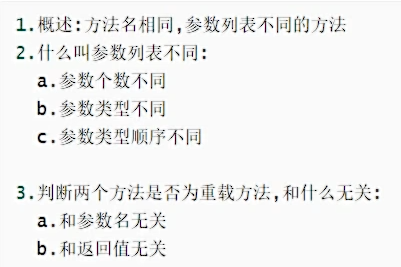 1.概述:方法名相同,参数列表不同的方法
2.什么叫参数列表不同:
a.参数个数不同
b.参数类型不同
c.参数类型顺序不同
3.判断两个方法是否为重载方法,和什么无关:
a.和参数名无关
b.和返回值无关